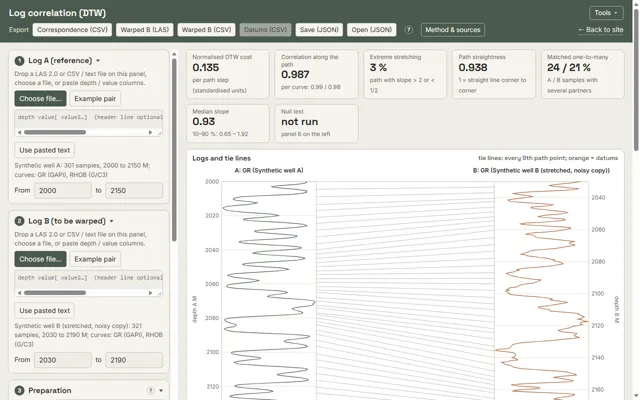 Log correlation (DTW)
Tools
Export
Correspondence (CSV)
Warped B (LAS)
Warped B (CSV)
Datums (CSV)
Save (JSON)
Open (JSON)
?
Method & sources
← Back to site
1 Log A (reference)
Drop a LAS 2.0 or CSV / text file on this panel,
choose a file, or paste depth / value columns.
Choose file...
Example pair
depth value[ value2…] (header line optional
Use pasted text
Synthetic well A: 301 samples, 2000 to 2150 M;
curves: GR (GAPI), RHOB (G/C3)
From 2000 to 2150
2 Log B (to be warped)
Drop a LAS 2.0 or CSV / text file on this panel,
choose a file, or paste depth / value columns.
Choose file...
Example pair
depth value[ value2…] (header line optional
Use pasted text
Synthetic well B (stretched, noisy copy): 321
samples, 2030 to 2190 M; curves: GR (GAPI), RHOB
(G/C3)
From 2030 to 2190
3 Preparation
?
Normalised DTW cost
0.135
per path step
(standardised units)
Correlation along the
path
0.987
per curve: 0.99 / 0.98
Extreme stretching
3 %
path with slope > 2 or <
1/2
Path straightness
0.938
1 = straight line corner to
corner
Matched one-to-many
24 / 21 %
A / B samples with
several partners
Median slope
0.93
10–90 %: 0.65 – 1.92
Null test
not run
panel 6 on the left
Logs and tie lines
tie lines: every 9th path point; orange = datums
A: GR (Synthetic well A)
B: GR (Synthetic well B (stretched, noisy copy))
2000
2020
2040
2060
2080
2100
2120
depth A M
2040
2060
2080
2100
2120
2140
2160
depth B M